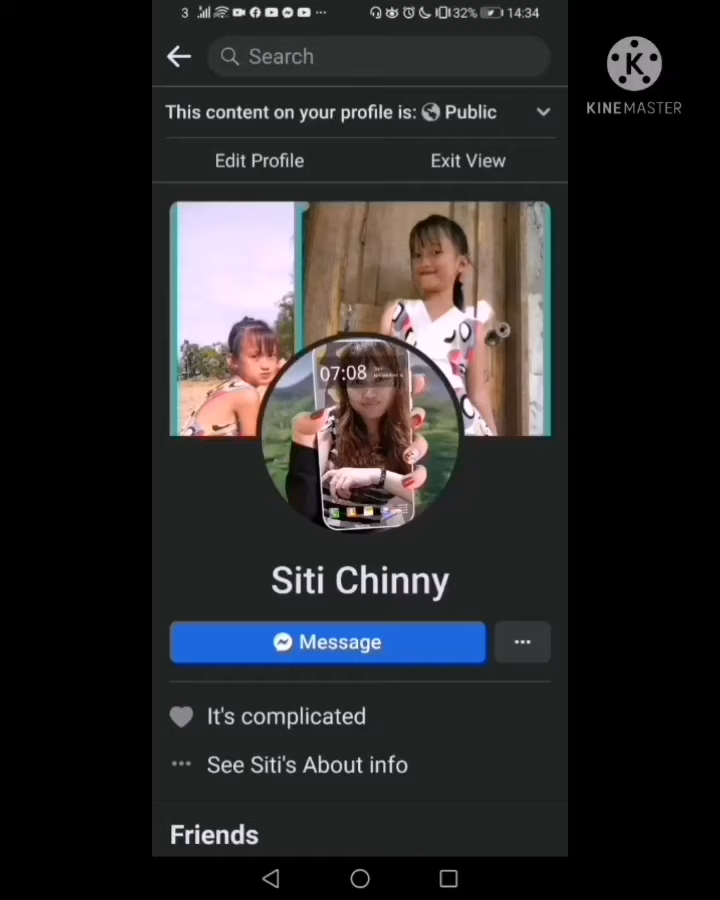 3 32% 14:34
Search
KINEMASTER
This content on your profile is: Public
Edit Profile Exit View
07:08
Siti Chinny
Message
It's complicated
See Siti's About info
Friends